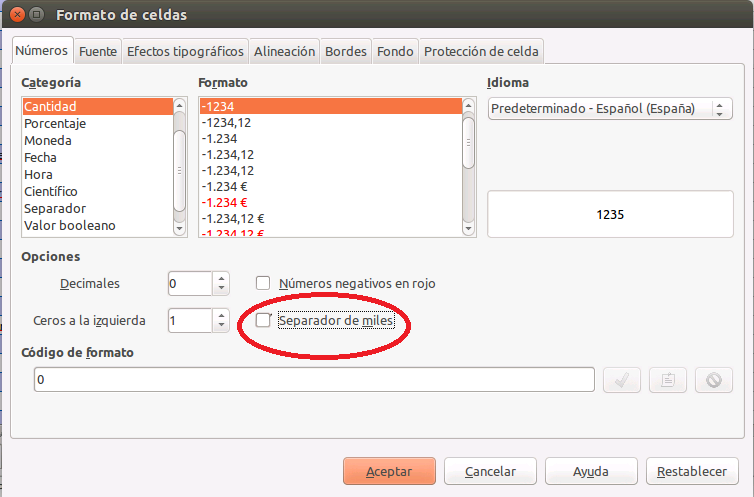 Formato de celdas
Números Fuente Efectos tipográficos Alineación Bordes Fondo Protección de celda
Categoría
Cantidad
Porcentaje
Moneda
Fecha
Hora
Científico
Separador
Valor booleano
Formato
-1234
-1234,12
-1.234
-1.234,12
-1.234,12
-1.234 €
-1.234 €
-1.234,12 €
-1.234,12 €
Idioma
Predeterminado - Español (España)
1235
Opciones
Decimales 0 Números negativos en rojo
Ceros a la izquierda 1 Separador de miles
Código de formato
0
Aceptar Cancelar Ayuda Restablecer